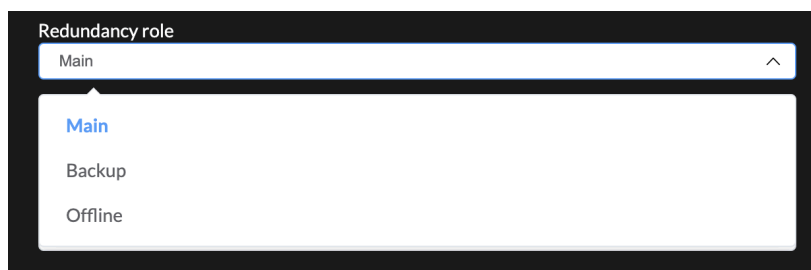 Redundancy role
Main
Main
Backup
Offline